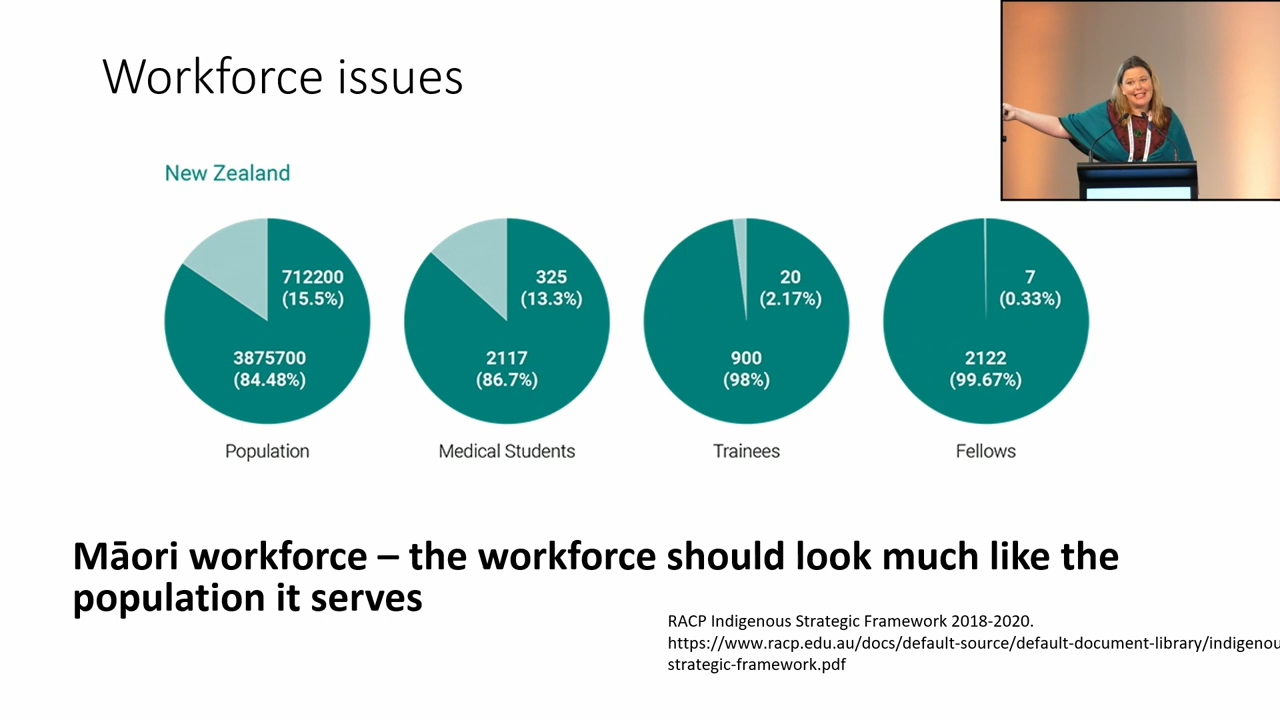 Workforce issues
New Zealand
712200
(15.5%)
3875700
(84.48%)
Population
325
(13.3%)
2117
(86.7%)
Medical Students
20
(2.17%)
900
(98%)
Trainees
7
(0.33%)
2122
(99.67%)
Fellows
Māori workforce – the workforce should look much like the
population it serves
RACP Indigenous Strategic Framework 2018-2020.
https://www.racp.edu.au/docs/default-source/default-document-library/indigenou
strategic-framework.pdf